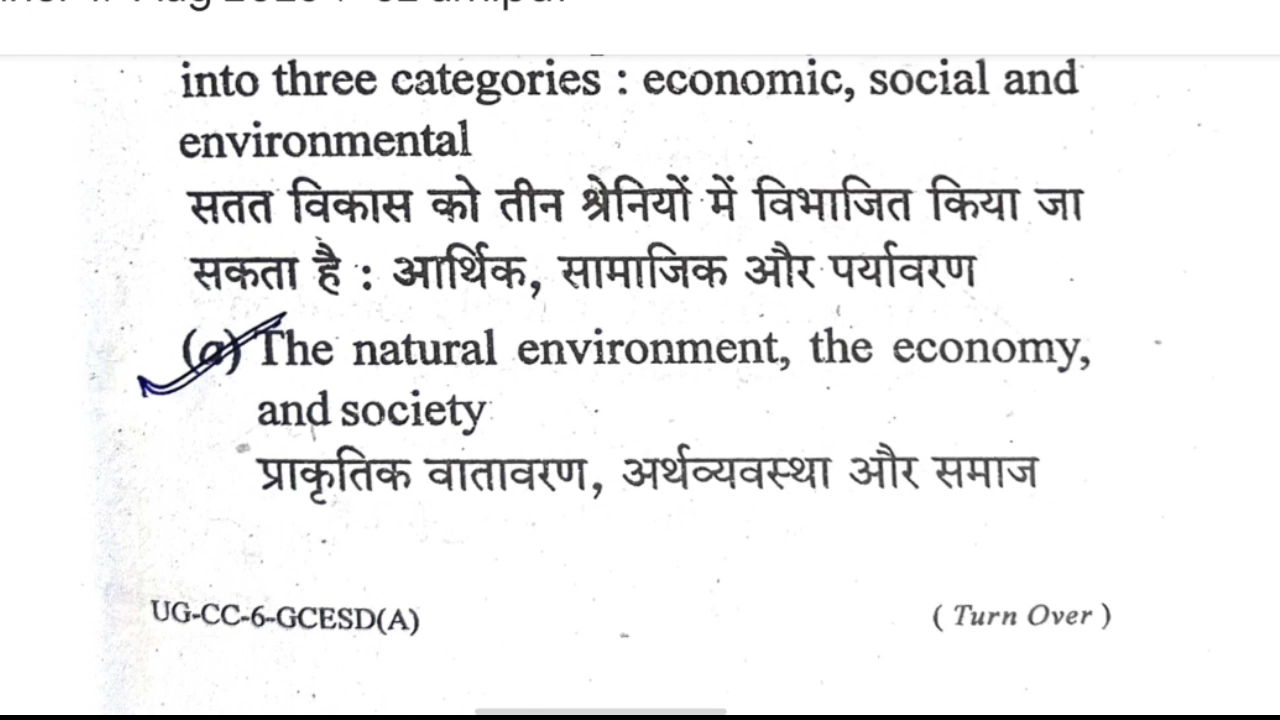 into three categories : economic, social and
environmental
सतत विकास को तीन श्रेनियों में विभाजित किया जा
सकता है : आर्थिक, सामाजिक और पर्यावरण
(a) The natural environment, the economy,
and society
प्राकृतिक वातावरण, अर्थव्यवस्था और समाज
UG-CC-6-GCESD(A)
( Turn Over )